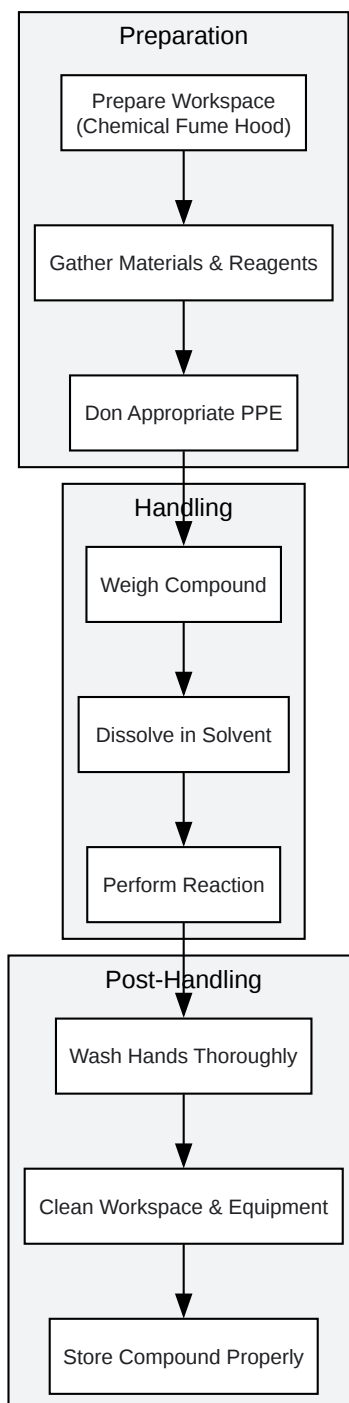 Preparation
Prepare Workspace
(Chemical Fume Hood)
Gather Materials & Reagents
Don Appropriate PPE
Handling
Weigh Compound
Dissolve in Solvent
Perform Reaction
Post-Handling
Wash Hands Thoroughly
Clean Workspace & Equipment
Store Compound Properly